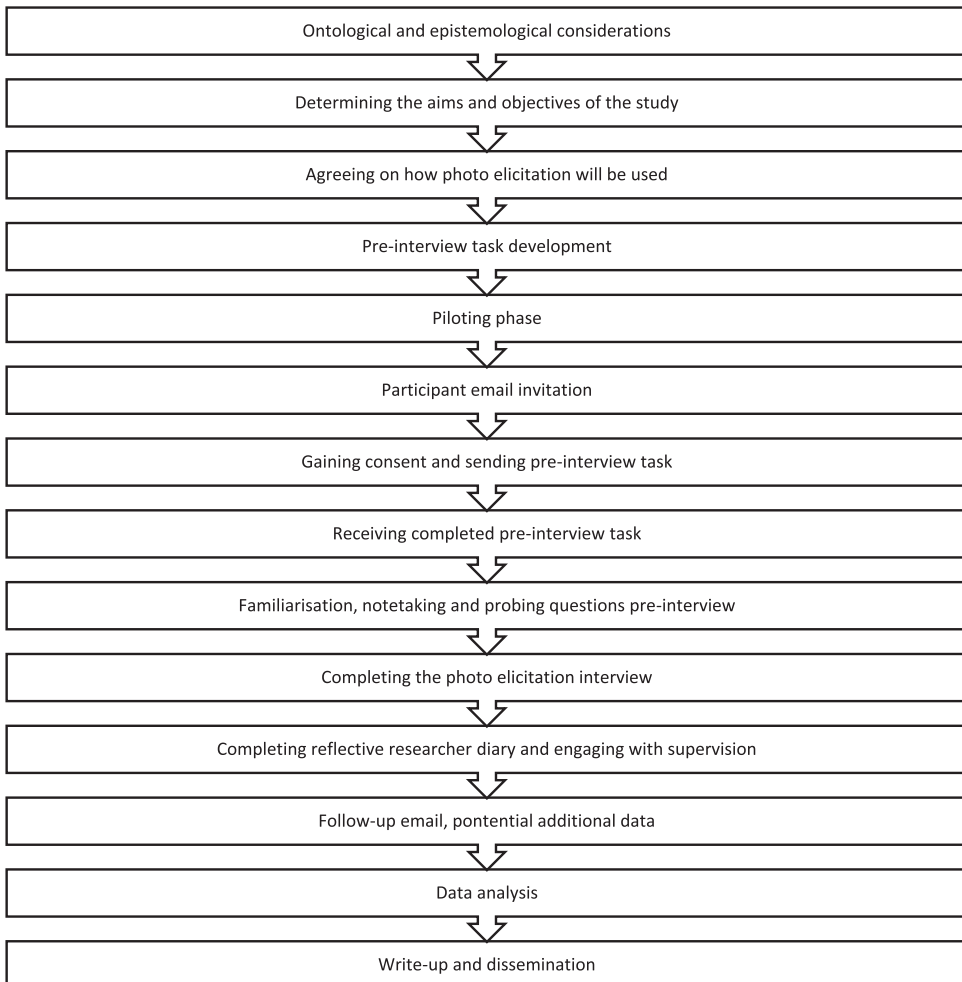 Ontological and epistemological considerations
Determining the aims and objectives of the study
Agreeing on how photo elicitation will be used
Pre-interview task development
Piloting phase
Participant email invitation
Gaining consent and sending pre-interview task
Receiving completed pre-interview task
Familiarisation, notetaking and probing questions pre-interview
Completing the photo elicitation interview
Completing reflective researcher diary and engaging with supervision
Follow-up email, pontential additional data
Data analysis
Write-up and dissemination